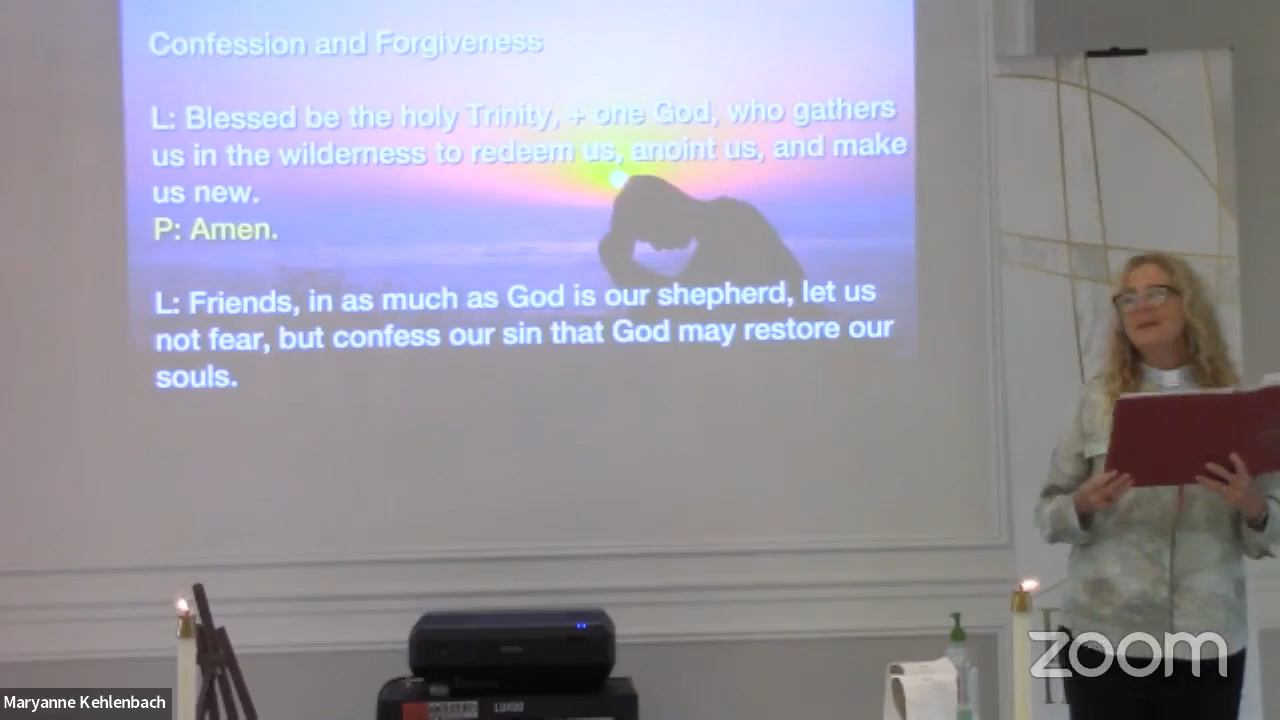 Confession and Forgiveness
L: Blessed be the holy Trinity, + one God, who gathers
us in the wilderness to redeem us, anoint us, and make
us new.
P: Amen.
L: Friends, in as much as God is our shepherd, let us
not fear, but confess our sin that God may restore our
souls.
zoom
Maryanne Kehlenbach